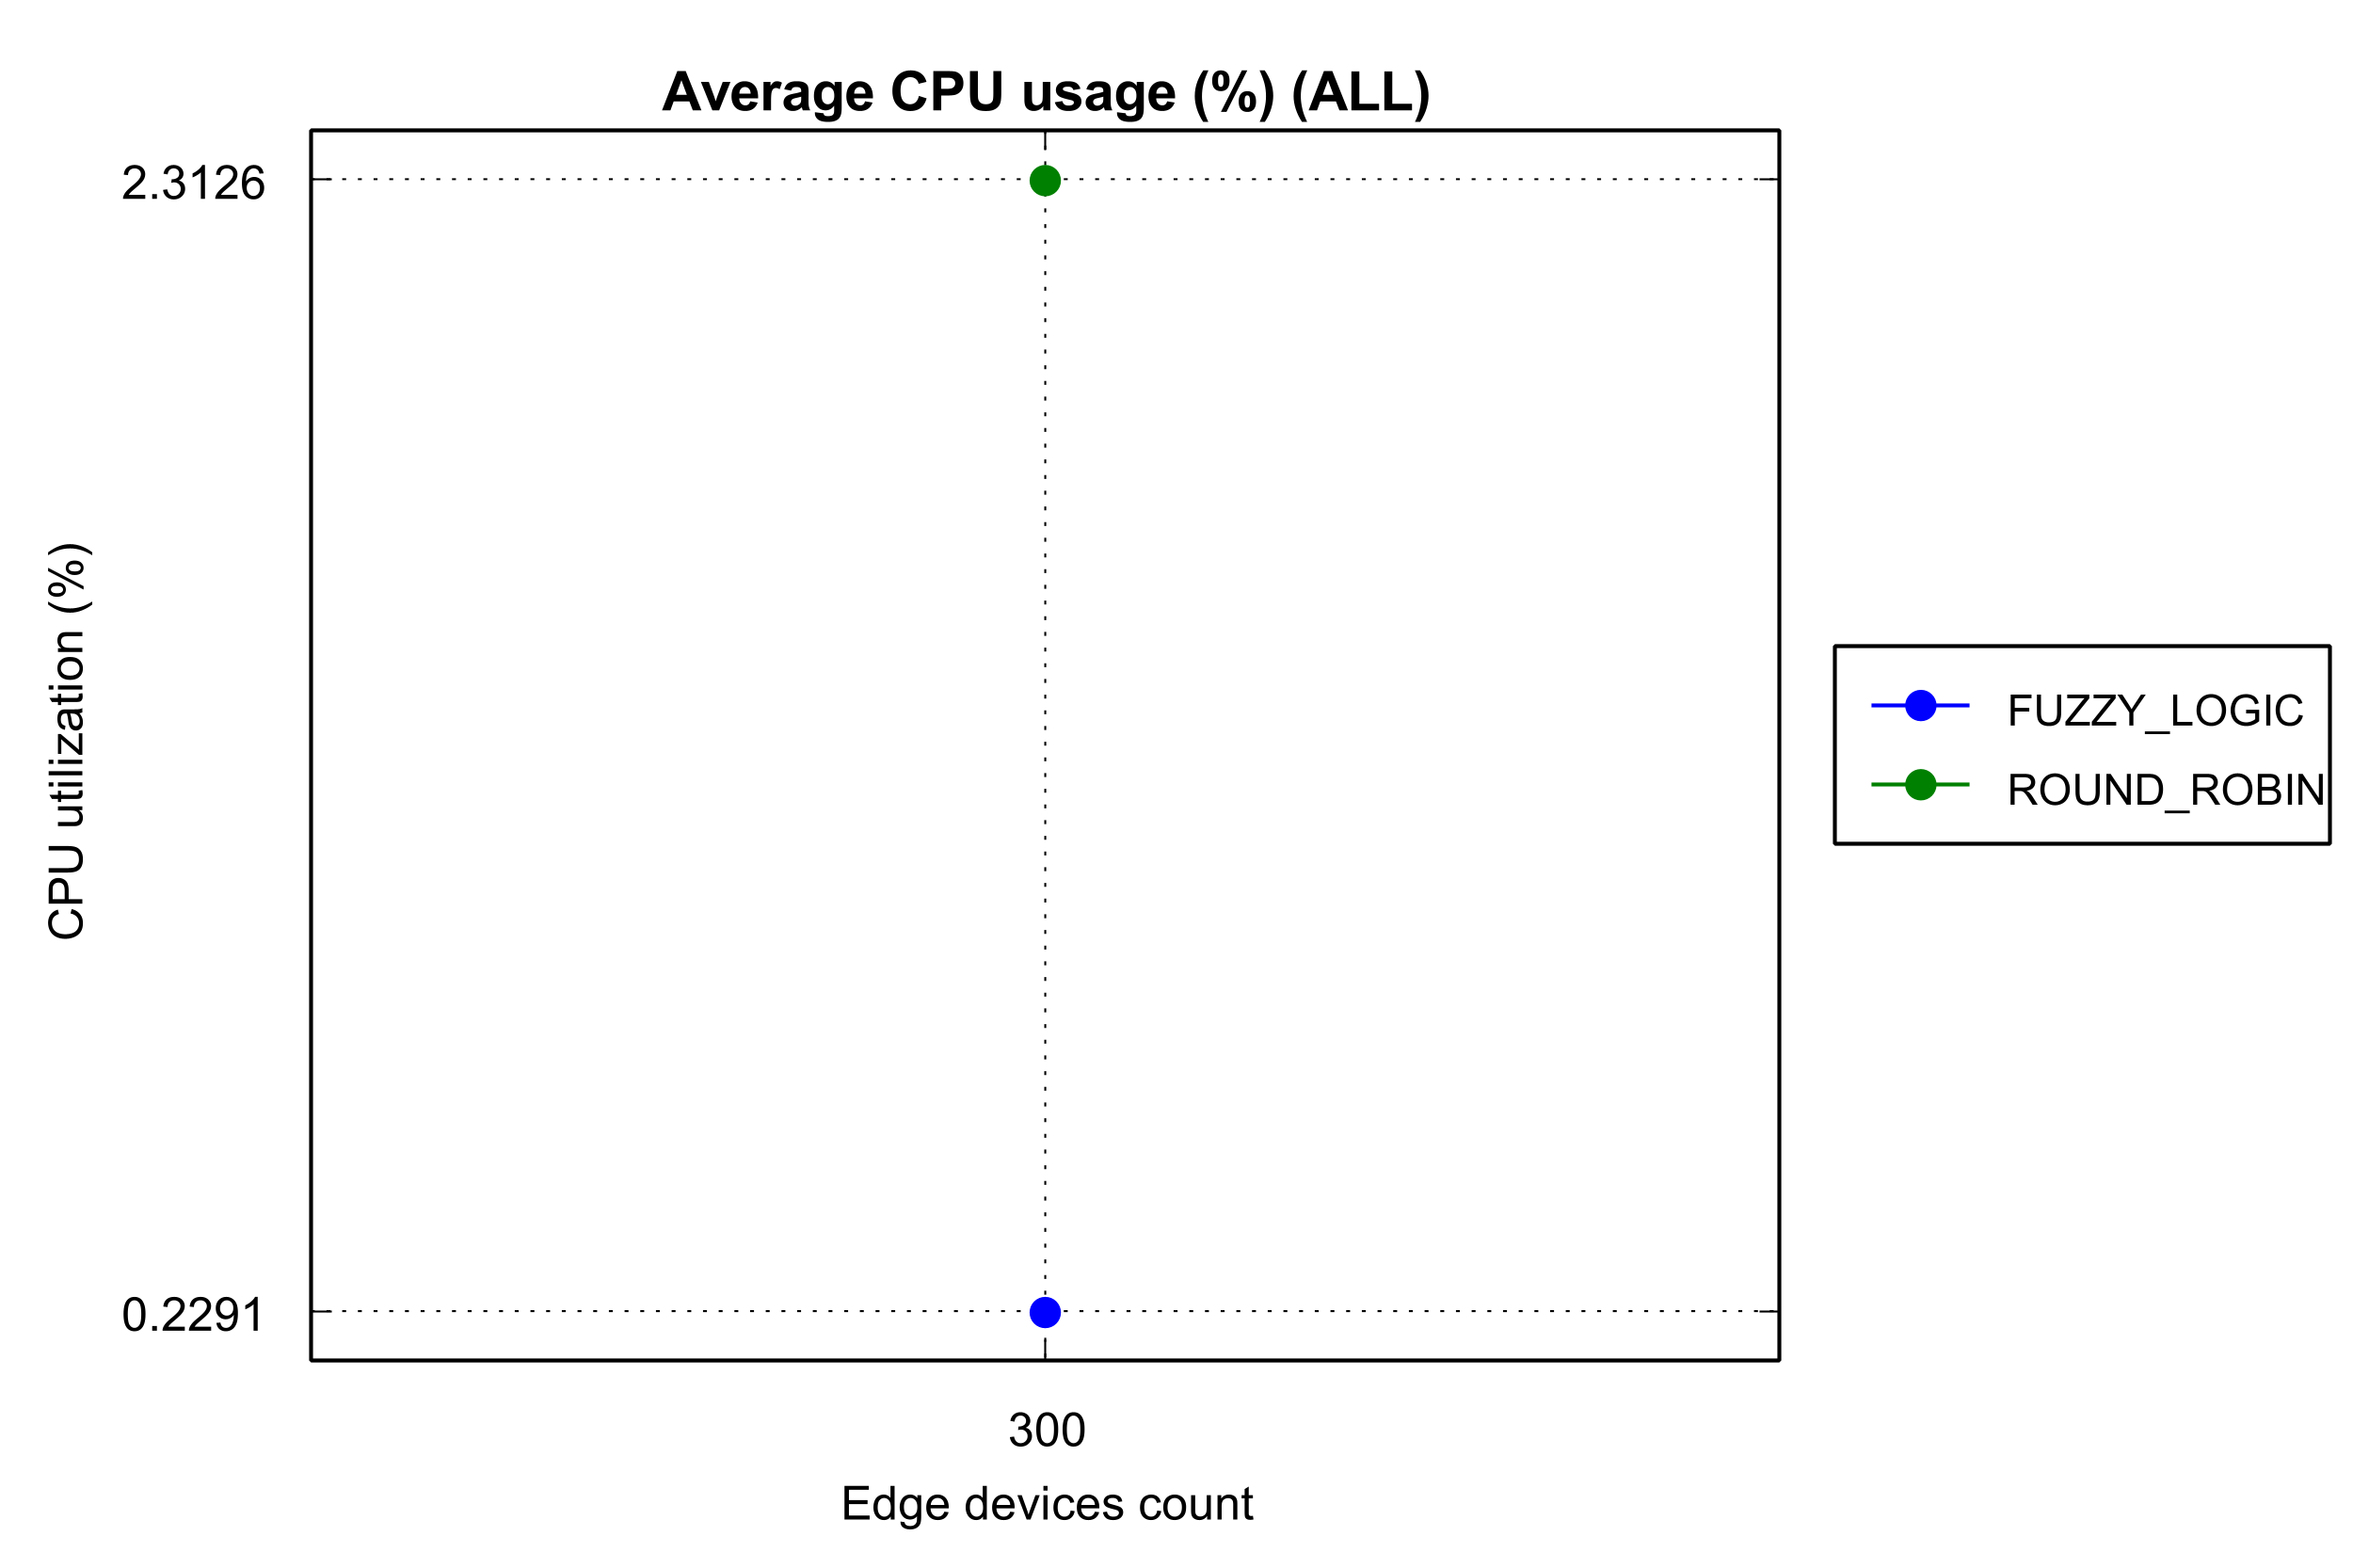 Average CPU usage (%) (ALL)
2.3126
CPU utilization (%)
FUZZY_LOGIC
ROUND_ROBIN
0.2291
300
Edge devices count